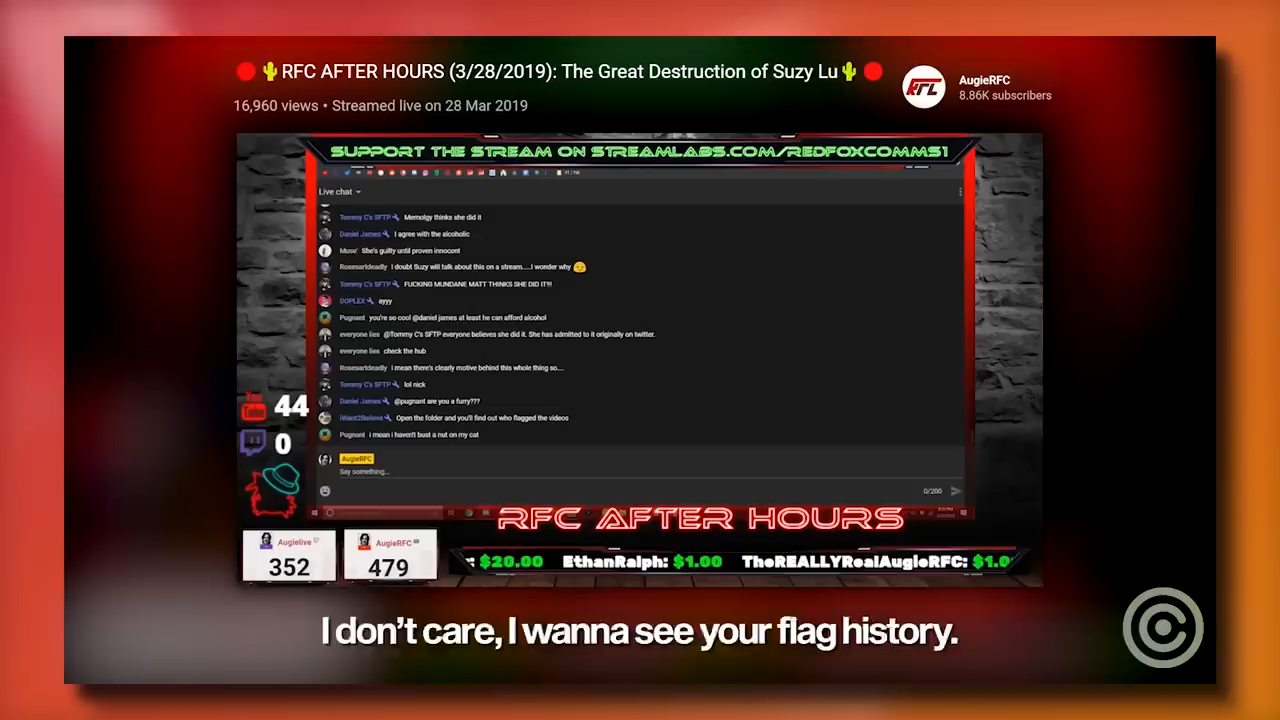 🔴 🌵RFC AFTER HOURS (3/28/2019): The Great Destruction of Suzy Lu🌵 🔴
16,960 views • Streamed live on 28 Mar 2019
AugieRFC
8.86K subscribers
SUPPORT THE STREAM ON STREAMLABS.COM/REDFOXCOMMS1
Live chat
Tommy C's SFTP Memolgy thinks she did it
Daniel James I agree with the alcoholic
Muse' She's guilty until proven innocent
Rosesartdeadly I doubt Suzy will talk about this on a stream.....I wonder why
Tommy C's SFTP FUCKING MUNDANE MATT THINKS SHE DID IT!!!
DOPLEX ayyy
Pugnant you're so cool @daniel james at least he can afford alcohol
everyone lies @Tommy C's SFTP everyone believes she did it. She has admitted to it originally on twitter.
everyone lies check the hub
Rosesartdeadly I mean there's clearly motive behind this whole thing so....
Tommy C's SFTP lol nick
Daniel James @pugnant are you a furry???
IWant2Believe Open the folder and you'll find out who flagged the videos
Pugnant i mean i haven't bust a nut on my cat
AugieRFC
Say something...
0/200
You Tube 44
0
RFC AFTER HOURS
Augielive
352
AugieRFC
479
: $20.00 EthanRalph: $1.00 TheREALLYRealAugieRFC: $1.0
I don't care, I wanna see your flag history.